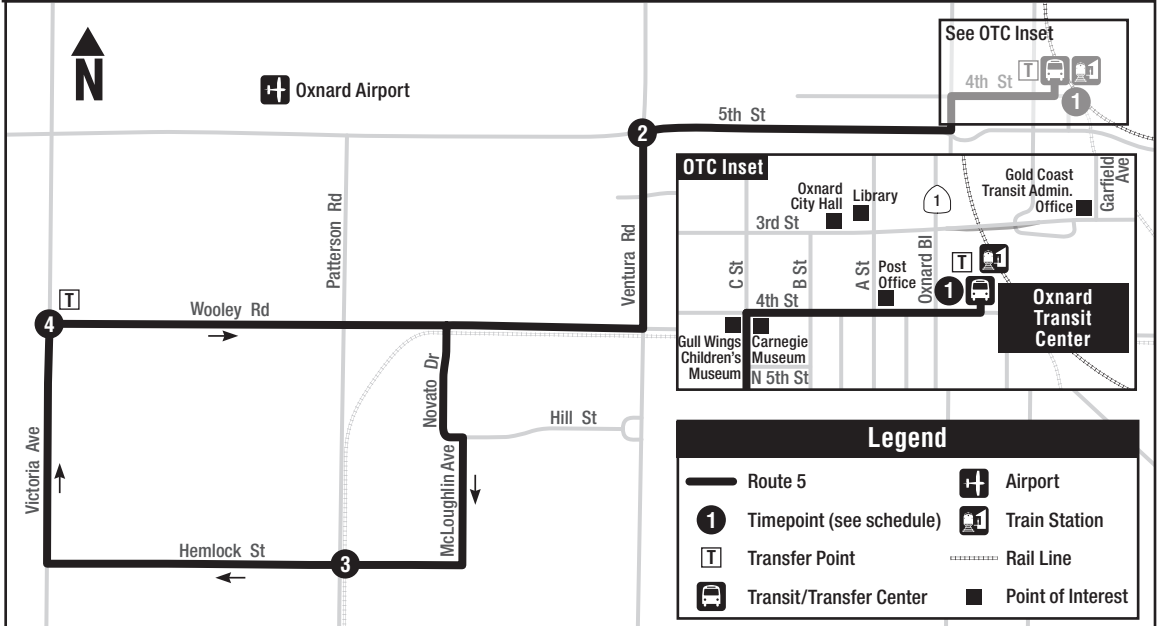 N
Oxnard Airport
See OTC Inset
T
4th St
1
5th St
2
OTC Inset
Oxnard
City Hall
Library
1
Gold Coast
Transit Admin.
Office
Garfield
Ave
3rd St
C St
B St
A St
Post
Office
Oxnard Bl
T
1
4th St
Oxnard
Transit
Center
Gull Wings
Children's
Museum
Carnegie
Museum
N 5th St
Patterson Rd
Ventura Rd
T
4
Wooley Rd
Novato Dr
Hill St
McLoughlin Ave
Victoria Ave
Hemlock St
3
Legend
Route 5
1 Timepoint (see schedule)
T Transfer Point
Transit/Transfer Center
Airport
Train Station
Rail Line
Point of Interest